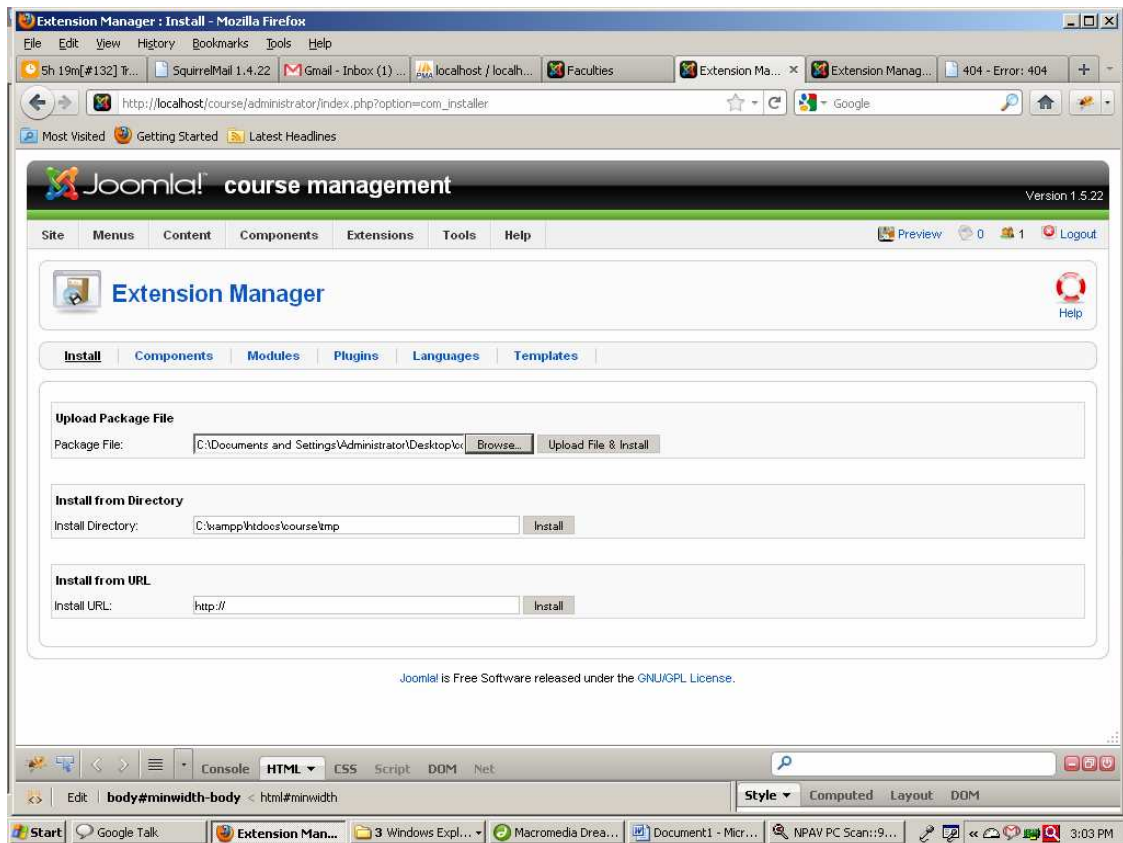 Extension Manager : Install - Mozilla Firefox
File Edit View History Bookmarks Tools Help
5h 19m[#132] Tr... SquirrelMail 1.4.22 Gmail - Inbox (1) ... PMA localhost / localh... Faculties Extension Ma... × Extension Manag... 404 - Error: 404 +
http://localhost/course/administrator/index.php?option=com_installer Google
Most Visited Getting Started Latest Headlines
Joomla! course management
Version 1.5.22
Site Menus Content Components Extensions Tools Help Preview 0 1 Logout
Extension Manager
Help
Install Components Modules Plugins Languages Templates
Upload Package File
Package File: C:\Documents and Settings\Administrator\Desktop\ Browse... Upload File & Install
Install from Directory
Install Directory: C:\xampp\htdocs\course\tmp Install
Install from URL
Install URL: http:// Install
Joomla! is Free Software released under the GNU/GPL License.
Console HTML CSS Script DOM Net
Edit body#minwidth-body < html#minwidth Style Computed Layout DOM
Start Google Talk Extension Man... 3 Windows Expl... Macromedia Drea... Document1 - Micr... NPAV PC Scan::9... « 3:03 PM